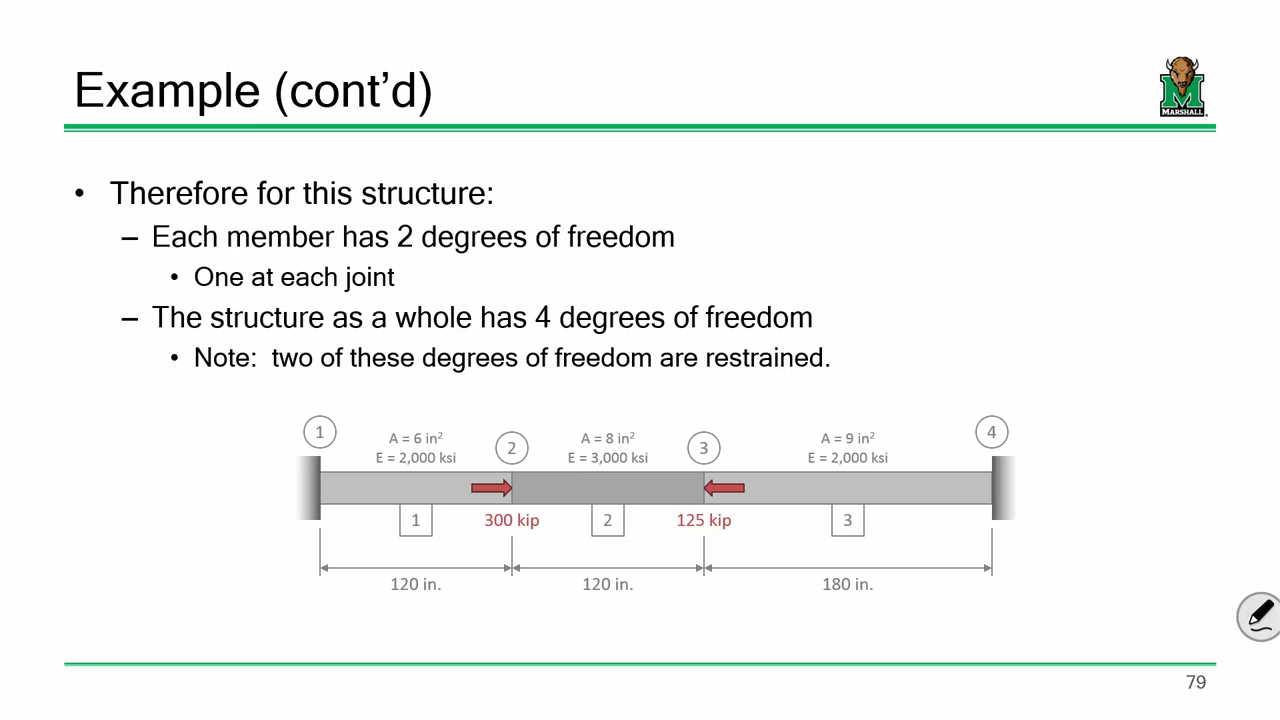 Example (cont’d)
MARSHALL
• Therefore for this structure:
– Each member has 2 degrees of freedom
• One at each joint
– The structure as a whole has 4 degrees of freedom
• Note:  two of these degrees of freedom are restrained.
1
A = 6 in²
E = 2,000 ksi
2
A = 8 in²
E = 3,000 ksi
3
A = 9 in²
E = 2,000 ksi
4
1
300 kip
2
125 kip
3
120 in.
120 in.
180 in.
79